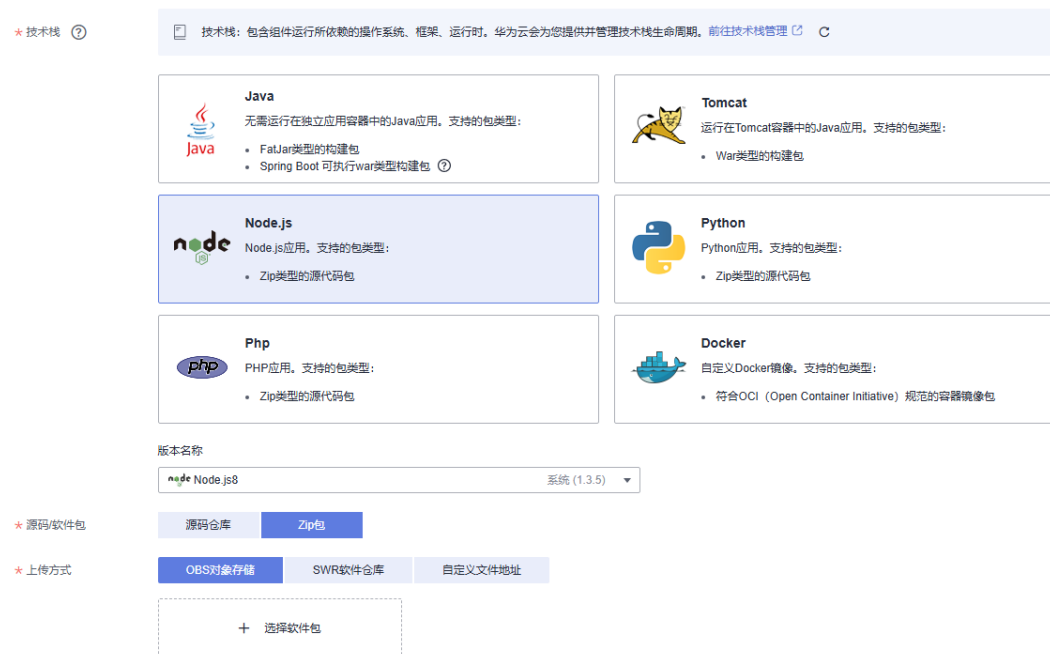 * 技术栈 ?
技术栈：包含组件运行所依赖的操作系统、框架、运行时。华为云会为您提供并管理技术栈生命周期。前往技术栈管理
Java
Java
无需运行在独立应用容器中的Java应用。支持的包类型：
• FatJar类型的构建包
• Spring Boot 可执行war类型构建包 ?
Tomcat
运行在Tomcat容器中的Java应用。支持的包类型：
• War类型的构建包
node
JS
Node.js
Node.js应用。支持的包类型：
• Zip类型的源代码包
Python
Python应用。支持的包类型：
• Zip类型的源代码包
php
Php
PHP应用。支持的包类型：
• Zip类型的源代码包
Docker
自定义Docker镜像。支持的包类型：
• 符合OCI（Open Container Initiative）规范的容器镜像包
版本名称
node Node.js8 系统 (1.3.5)
* 源码/软件包 源码仓库 Zip包
* 上传方式 OBS对象存储 SWR软件仓库 自定义文件地址
+ 选择软件包